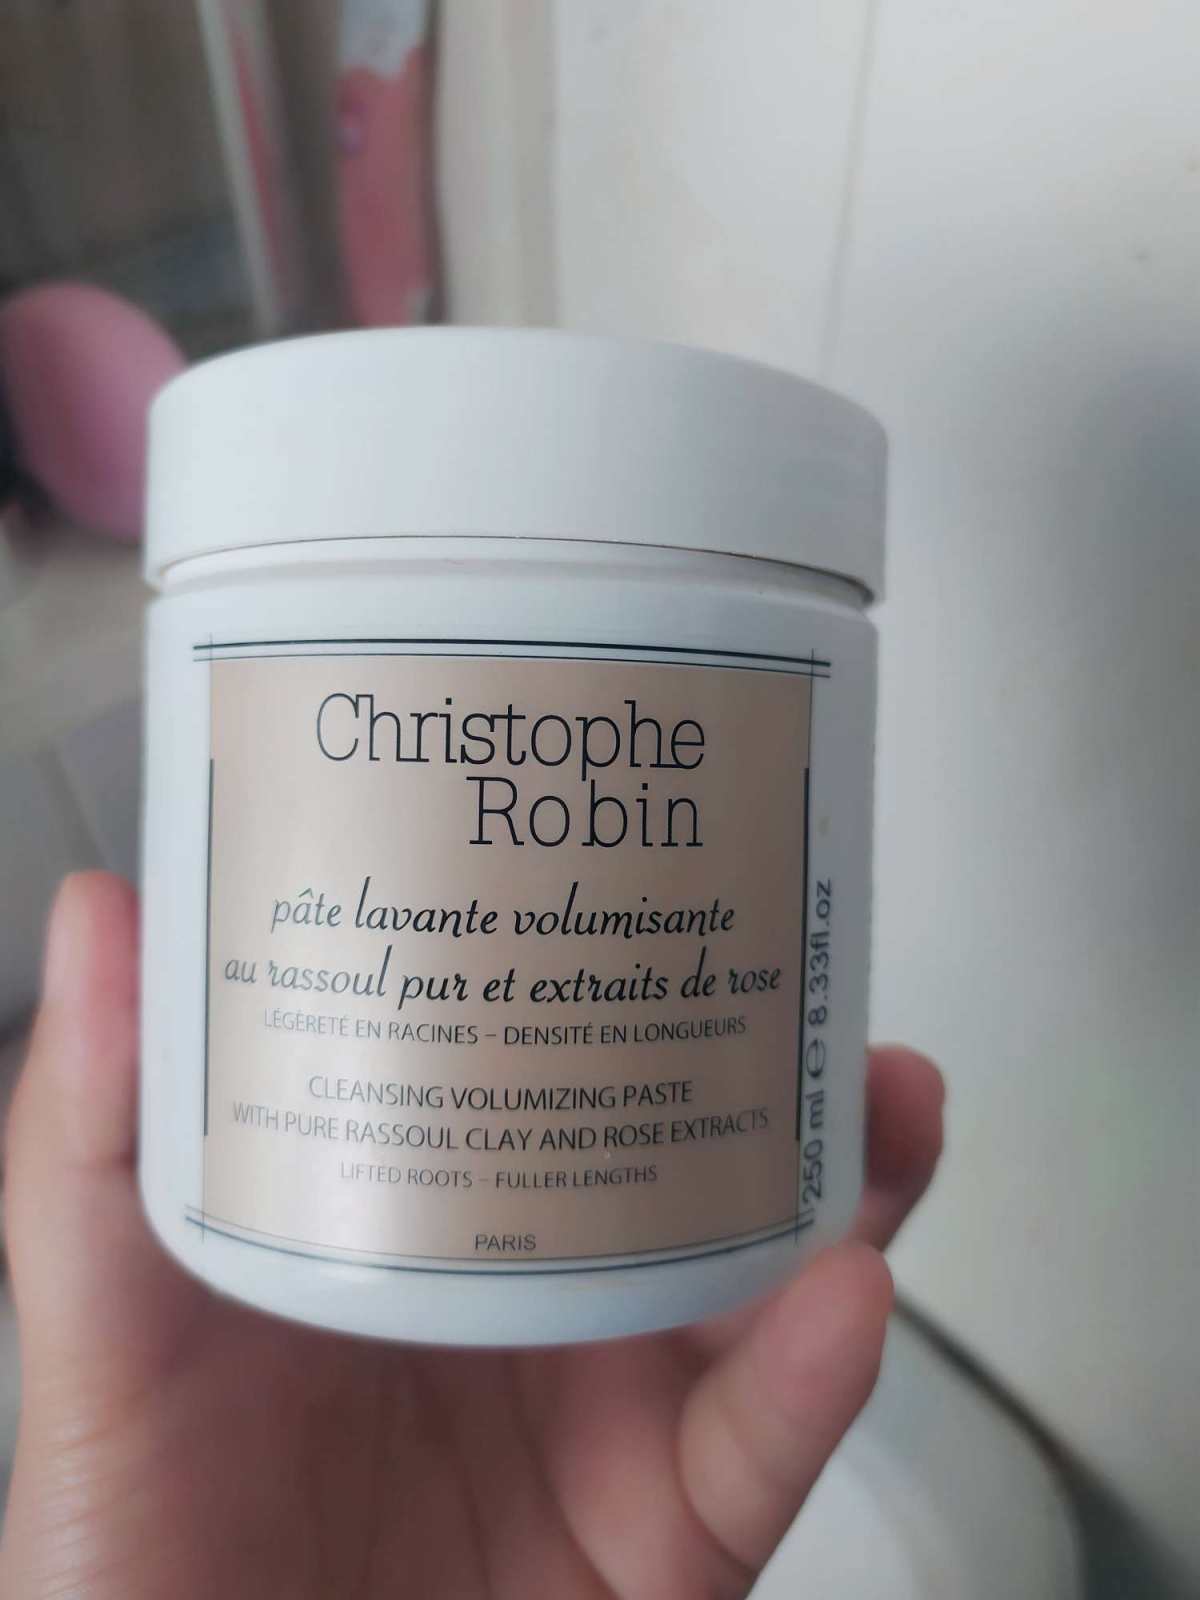 Christophe
Robin
pâte lavante volumisante
au rassoul pur et extraits de rose
LÉGÈRETÉ EN RACINES – DENSITÉ EN LONGUEURS
CLEANSING VOLUMIZING PASTE
WITH PURE RASSOUL CLAY AND ROSE EXTRACTS
LIFTED ROOTS – FULLER LENGTHS
PARIS
250 ml ℮ 8.33fl.oz